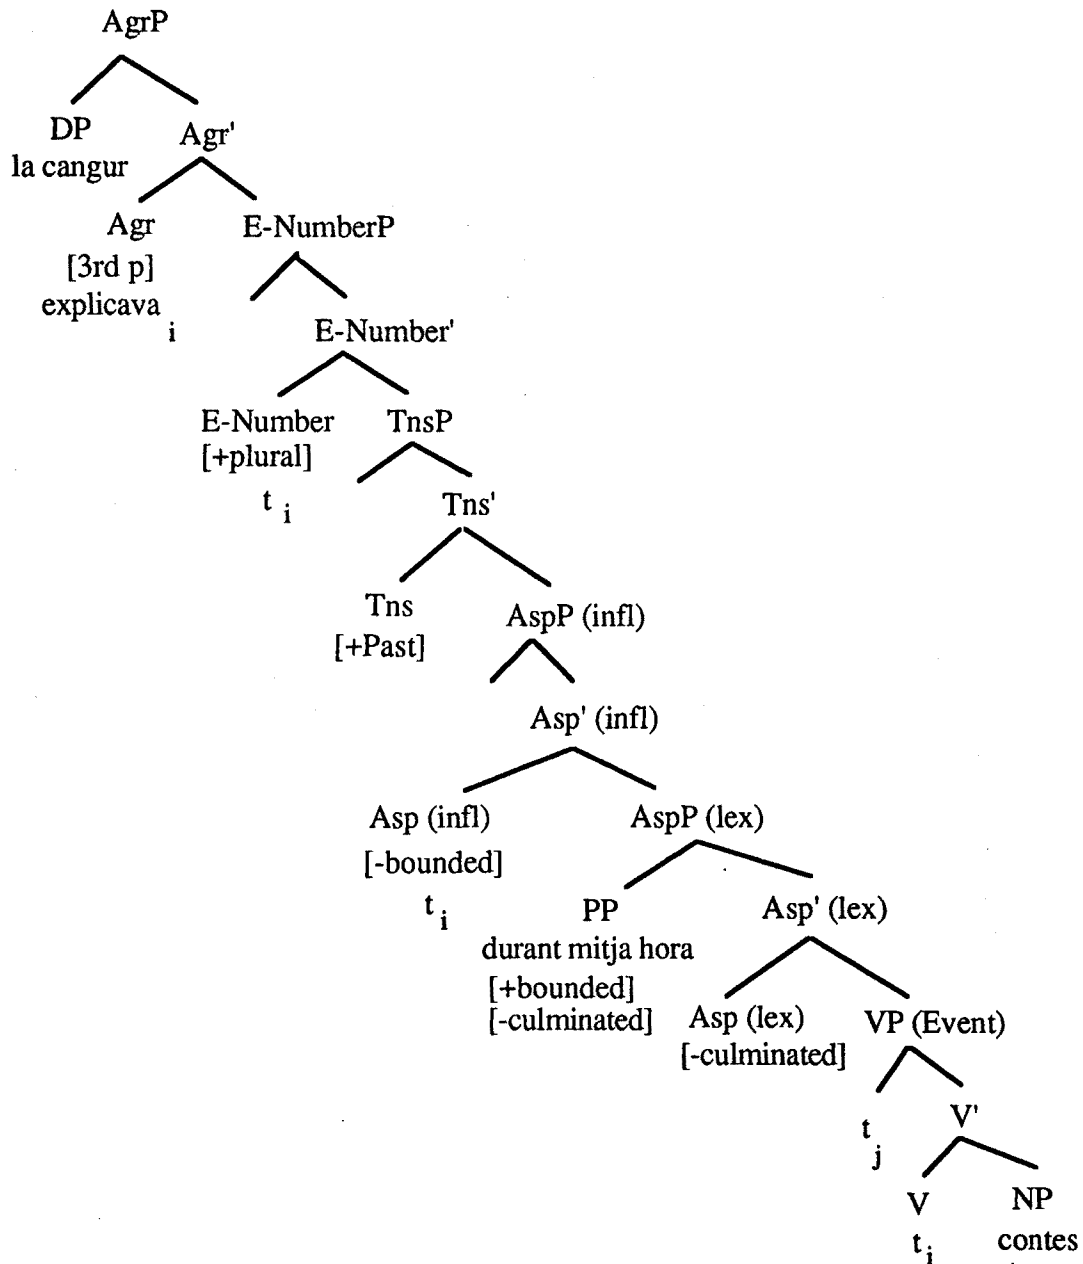 AgrP
DP Agr'
la cangur
Agr E-NumberP
[3rd p]
explicava i
E-Number'
E-Number TnsP
[+plural]
t i Tns'
Tns AspP (infl)
[+Past]
Asp' (infl)
Asp (infl) AspP (lex)
[-bounded]
t i PP Asp' (lex)
durant mitja hora
[+bounded]
[-culminated] Asp (lex) VP (Event)
[-culminated]
t j V'
V NP
t i contes